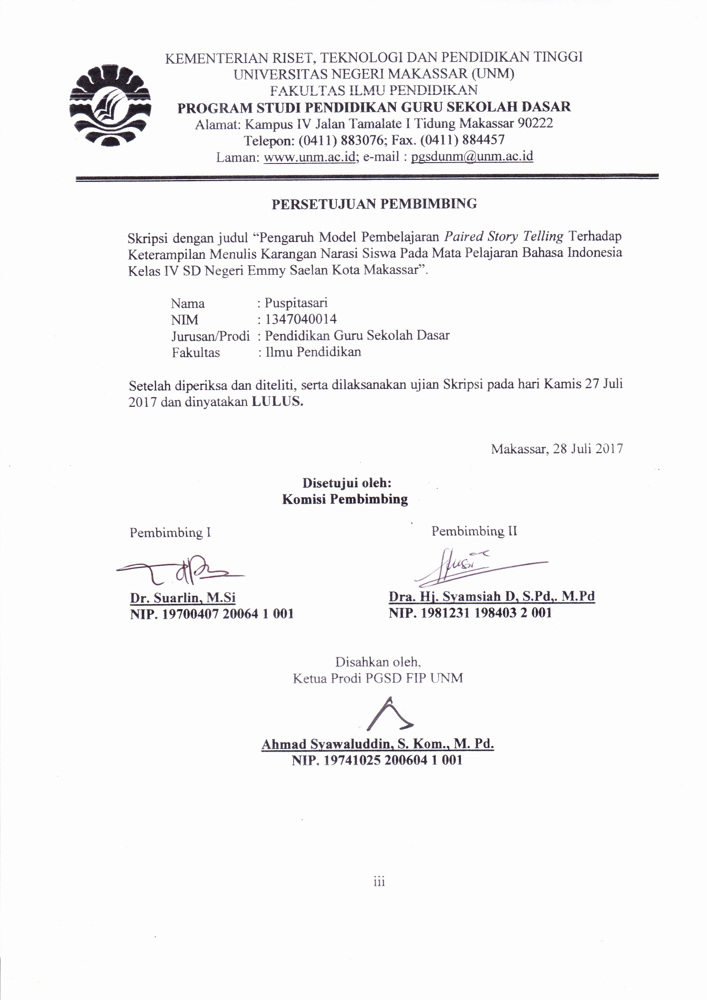 KEMENTERIAN RISET, TEKNOLOGI DAN PENDIDIKAN TINGGI
UNIVERSITAS NEGERI MAKASSAR (UNM)
FAKULTAS ILMU PENDIDIKAN
PROGRAM STUDI PENDIDIKAN GURU SEKOLAH DASAR
Alamat: Kampus IV Jalan Tamalate I Tidung Makassar 90222
Telepon: (0411) 883076; Fax. (0411) 884457
Laman: www.unm.ac.id; e-mail : pgsdunm@unm.ac.id
PERSETUJUAN PEMBIMBING
Skripsi dengan judul “Pengaruh Model Pembelajaran Paired Story Telling Terhadap
Keterampilan Menulis Karangan Narasi Siswa Pada Mata Pelajaran Bahasa Indonesia
Kelas IV SD Negeri Emmy Saelan Kota Makassar”.
Nama : Puspitasari
NIM : 1347040014
Jurusan/Prodi : Pendidikan Guru Sekolah Dasar
Fakultas : Ilmu Pendidikan
Setelah diperiksa dan diteliti, serta dilaksanakan ujian Skripsi pada hari Kamis 27 Juli
2017 dan dinyatakan LULUS.
Makassar, 28 Juli 2017
Disetujui oleh:
Komisi Pembimbing
Pembimbing I Pembimbing II
Dr. Suarlin, M.Si Dra. Hj. Syamsiah D, S.Pd,. M.Pd
NIP. 19700407 20064 1 001 NIP. 1981231 198403 2 001
Disahkan oleh,
Ketua Prodi PGSD FIP UNM
Ahmad Syawaluddin, S. Kom., M. Pd.
NIP. 19741025 200604 1 001
iii